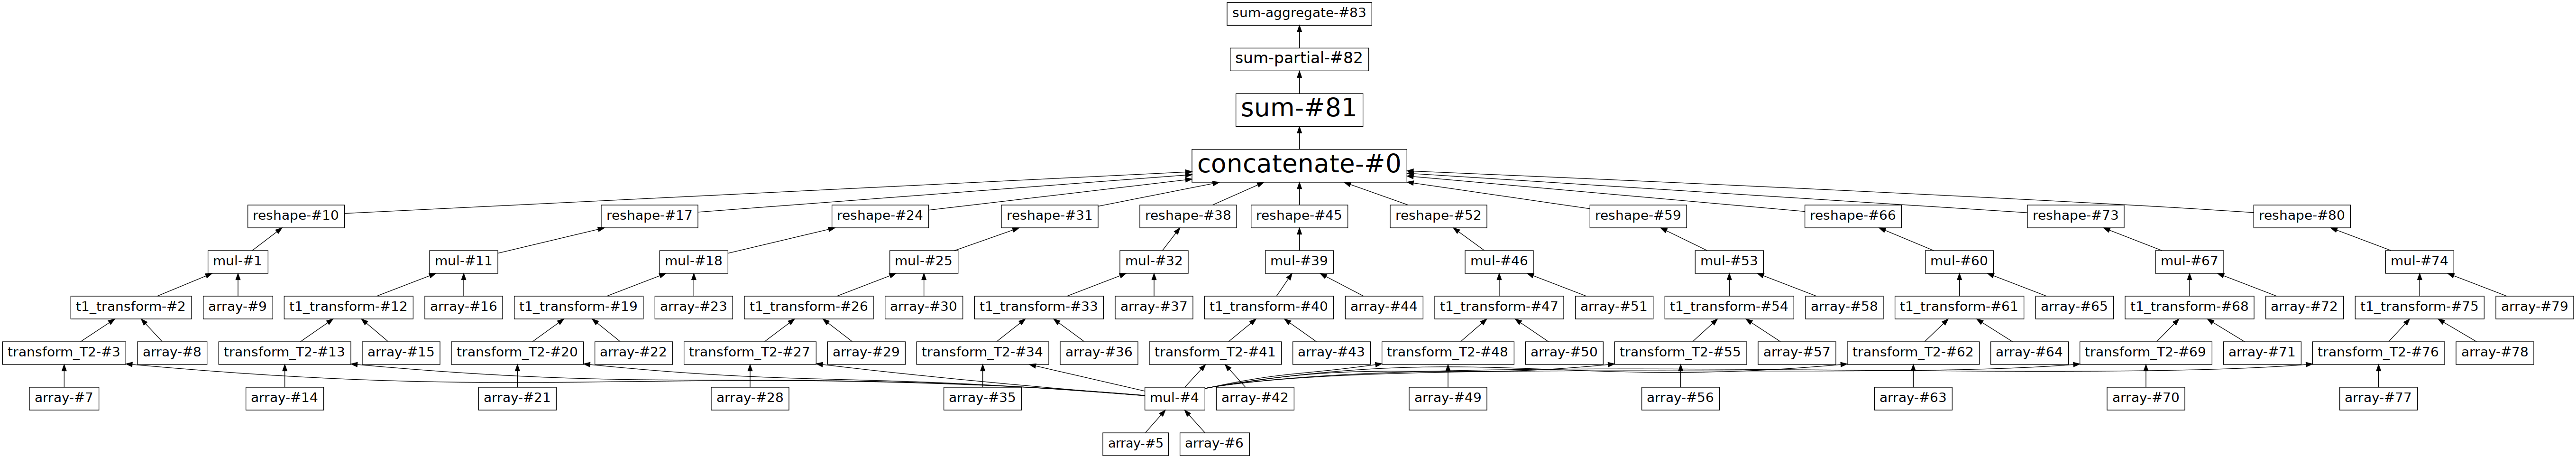 sum-aggregate-#83
sum-partial-#82
sum-#81
concatenate-#0
reshape-#10 reshape-#17 reshape-#24 reshape-#31 reshape-#38 reshape-#45 reshape-#52 reshape-#59 reshape-#66 reshape-#73 reshape-#80
mul-#1 mul-#11 mul-#18 mul-#25 mul-#32 mul-#39 mul-#46 mul-#53 mul-#60 mul-#67 mul-#74
t1_transform-#2 array-#9 t1_transform-#12 array-#16 t1_transform-#19 array-#23 t1_transform-#26 array-#30 t1_transform-#33 array-#37 t1_transform-#40 array-#44 t1_transform-#47 array-#51 t1_transform-#54 array-#58 t1_transform-#61 array-#65 t1_transform-#68 array-#72 t1_transform-#75 array-#79
transform_T2-#3 array-#8 transform_T2-#13 array-#15 transform_T2-#20 array-#22 transform_T2-#27 array-#29 transform_T2-#34 array-#36 transform_T2-#41 array-#43 transform_T2-#48 array-#50 transform_T2-#55 array-#57 transform_T2-#62 array-#64 transform_T2-#69 array-#71 transform_T2-#76 array-#78
array-#7 array-#14 array-#21 array-#28 array-#35 mul-#4 array-#42 array-#49 array-#56 array-#63 array-#70 array-#77
array-#5 array-#6